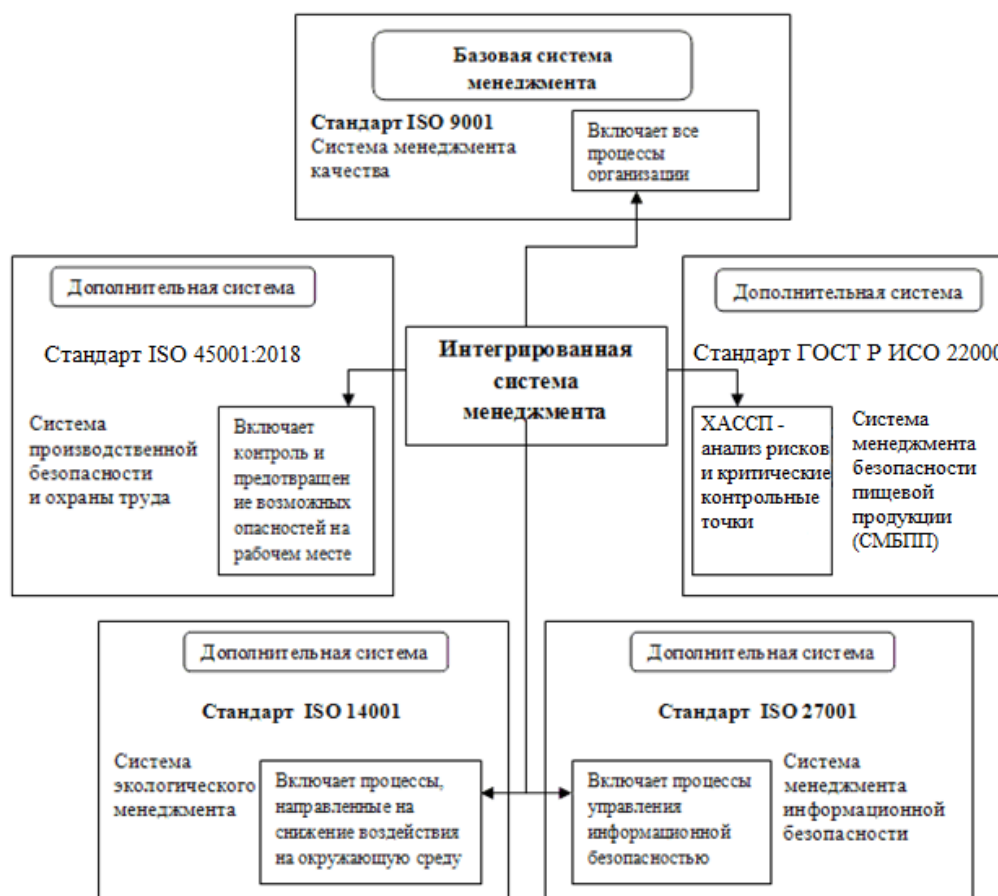 Базовая система
менеджмента
Стандарт ISO 9001
Система менеджмента
качества
Включает все
процессы
организации
Дополнительная система
Стандарт ISO 45001:2018
Система
производственной
безопасности
и охраны труда
Включает
контроль и
предотвращен
ие возможных
опасностей на
рабочем месте
Интегрированная
система
менеджмента
Дополнительная система
Стандарт ГОСТ Р ИСО 22000
ХАССП -
анализ рисков
и критические
контрольные
точки
Система
менеджмента
безопасности
пищевой
продукции
(СМБПП)
Дополнительная система
Стандарт ISO 14001
Система
экологического
менеджмента
Включает процессы,
направленные на
снижение воздействия
на окружающую среду
Дополнительная система
Стандарт ISO 27001
Включает процессы
управления
информационной
безопасностью
Система
менеджмента
информационной
безопасности